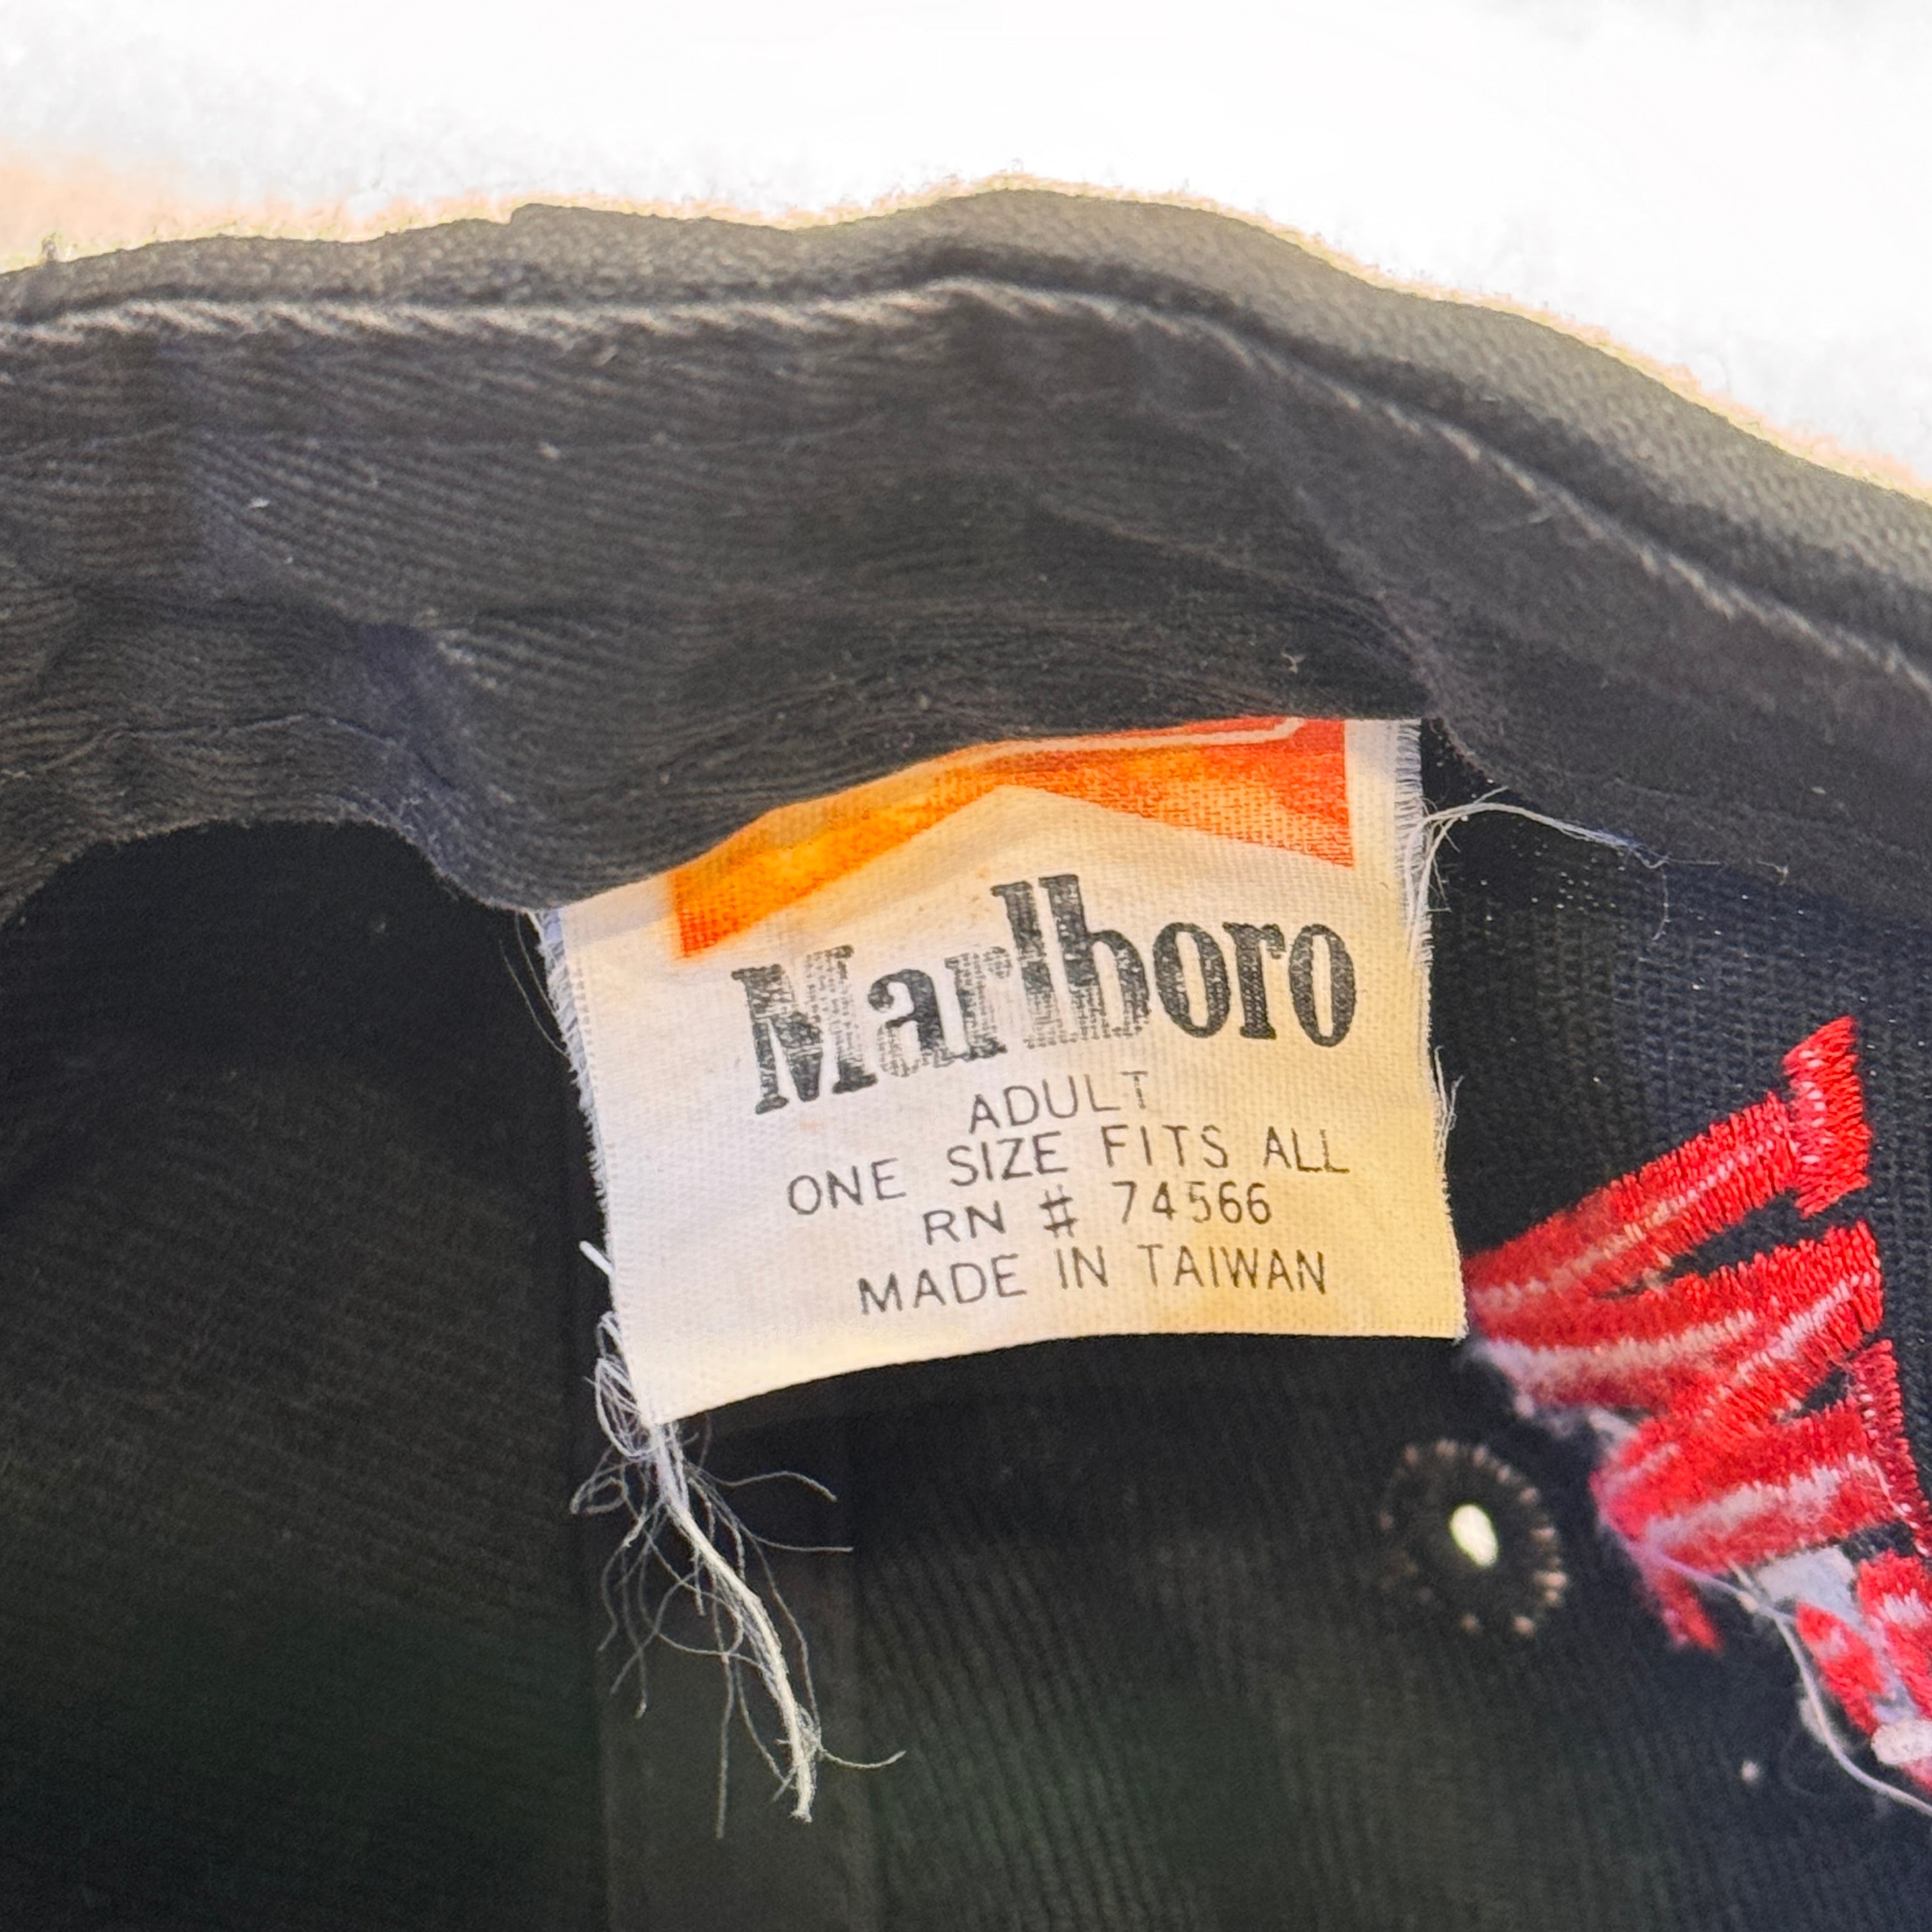 Marlboro
ADULT
ONE SIZE FITS ALL
RN # 74566
MADE IN TAIWAN